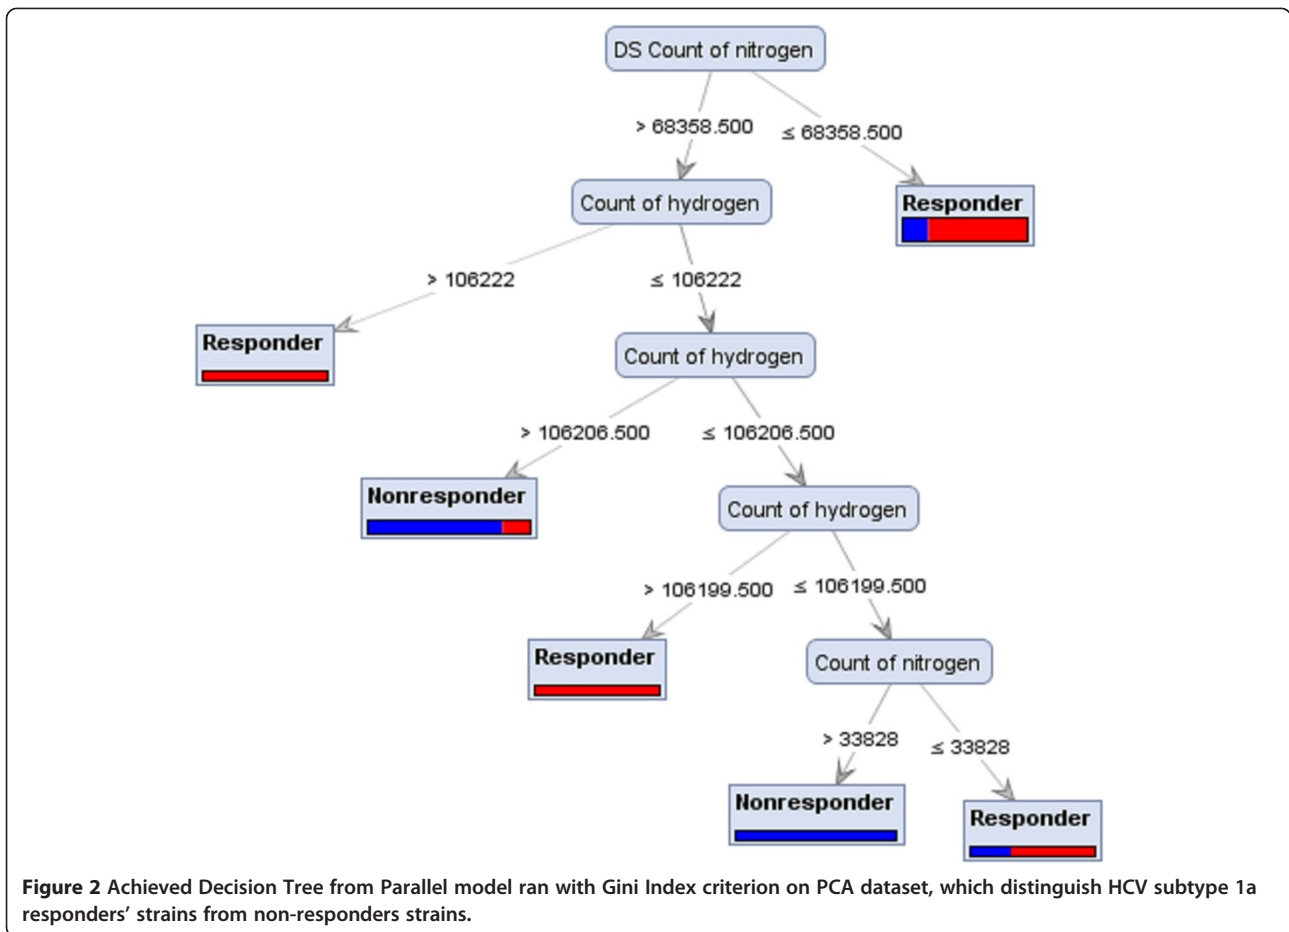 DS Count of nitrogen
> 68358.500
≤ 68358.500
Count of hydrogen
Responder
> 106222
≤ 106222
Responder
Count of hydrogen
> 106206.500
≤ 106206.500
Nonresponder
Count of hydrogen
> 106199.500
≤ 106199.500
Responder
Count of nitrogen
> 33828
≤ 33828
Nonresponder
Responder
Figure 2 Achieved Decision Tree from Parallel model ran with Gini Index criterion on PCA dataset, which distinguish HCV subtype 1a
responders’ strains from non-responders strains.